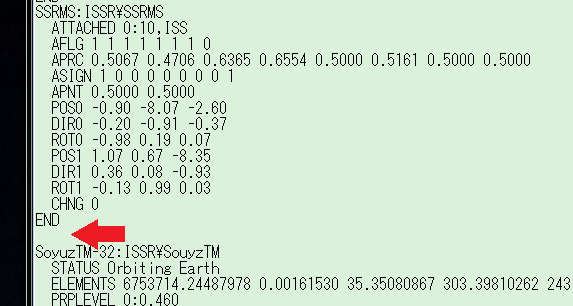 END
SSRMS:ISSR¥SSRMS
ATTACHED 0:10,ISS
AFLG 1 1 1 1 1 1 1 0
APRC 0.5067 0.4706 0.6365 0.6554 0.5000 0.5161 0.5000 0.5000
ASIGN 1 0 0 0 0 0 0 0 1
APNT 0.5000 0.5000
POS0 -0.90 -8.07 -2.60
DIR0 -0.20 -0.91 -0.37
ROT0 -0.98 0.19 0.07
POS1 1.07 0.67 -8.35
DIR1 0.36 0.08 -0.93
ROT1 -0.13 0.99 0.03
CHNG 0
END
SoyuzTM-32:ISSR¥SouyzTM
STATUS Orbiting Earth
ELEMENTS 6753714.24487978 0.00161530 35.35080867 303.39810262 243
PRPLEVEL 0:0.460